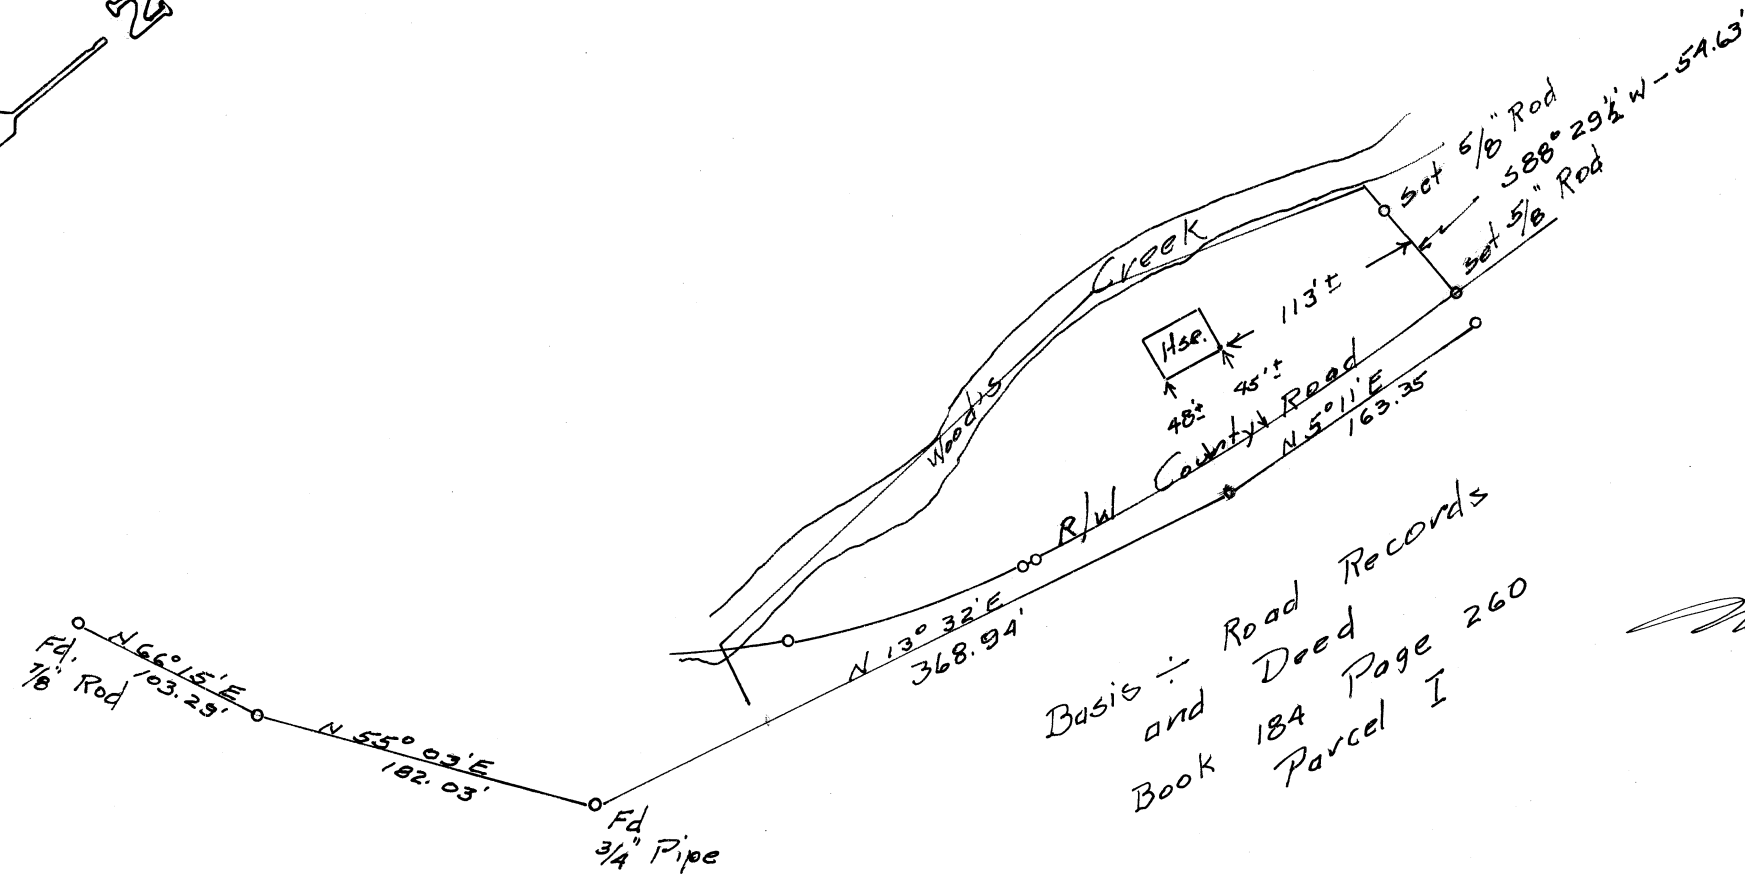 N
S88° 29½' W - 54.63'
set 5/8" Rod
set 5/8" Rod
Woods Creek
Hse.
113'±
45'±
48'±
R/W County Road
N 5° 11' E
163.35
N 13° 32' E
368.94'
Fd.
7/8" Rod
N 66° 15' E
103.29'
N 55° 03' E
182.03'
Fd
3/4" Pipe
Basis ÷ Road Records
and Deed
Book 184 Page 260
Parcel I